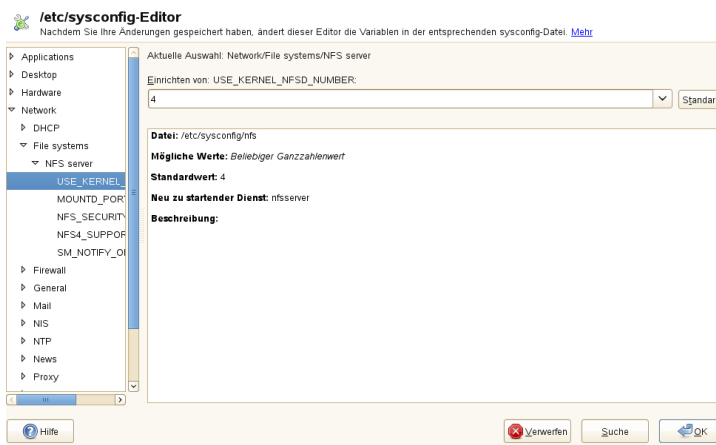 /etc/sysconfig-Editor
Nachdem Sie Ihre Änderungen gespeichert haben, ändert dieser Editor die Variablen in der entsprechenden sysconfig-Datei. Mehr
Applications
Desktop
Hardware
Network
DHCP
File systems
NFS server
USE_KERNEL_
MOUNTD_POR
NFS_SECURITY
NFS4_SUPPOR
SM_NOTIFY_O
Firewall
General
Mail
NIS
NTP
News
Proxy
Aktuelle Auswahl: Network/File systems/NFS server
Einrichten von: USE_KERNEL_NFSD_NUMBER:
4
Standar
Datei: /etc/sysconfig/nfs
Mögliche Werte: Beliebiger Ganzzahlenwert
Standardwert: 4
Neu zu startender Dienst: nfsserver
Beschreibung:
Hilfe
Verwerfen
Suche
OK